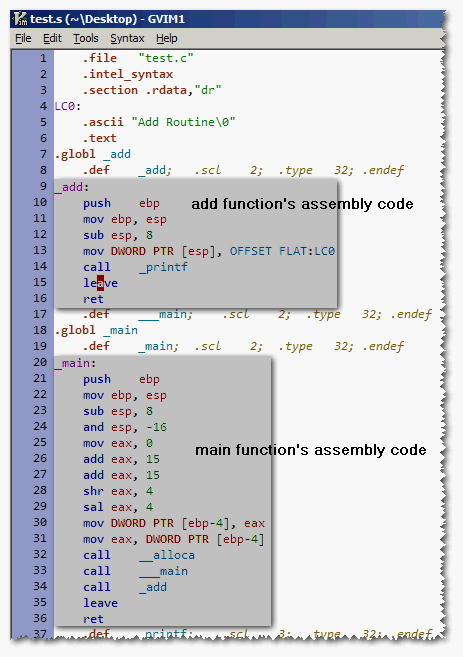 test.s (~\Desktop) - GVIM1
File Edit Tools Syntax Help
1 .file "test.c"
2 .intel_syntax
3 .section .rdata,"dr"
4 LC0:
5 .ascii "Add Routine\0"
6 .text
7 .globl _add
8 .def _add; .scl 2; .type 32; .endef
9 _add:
10 push ebp
add function's assembly code
11 mov ebp, esp
12 sub esp, 8
13 mov DWORD PTR [esp], OFFSET FLAT:LC0
14 call _printf
15 leave
16 ret
17 .def ___main; .scl 2; .type 32; .endef
18 .globl _main
19 .def _main; .scl 2; .type 32; .endef
20 _main:
21 push ebp
22 mov ebp, esp
23 sub esp, 8
24 and esp, -16
25 mov eax, 0
main function's assembly code
26 add eax, 15
27 add eax, 15
28 shr eax, 4
29 sal eax, 4
30 mov DWORD PTR [ebp-4], eax
31 mov eax, DWORD PTR [ebp-4]
32 call __alloca
33 call ___main
34 call _add
35 leave
36 ret
37 .def _printf; .scl 3; .type 32; .endef